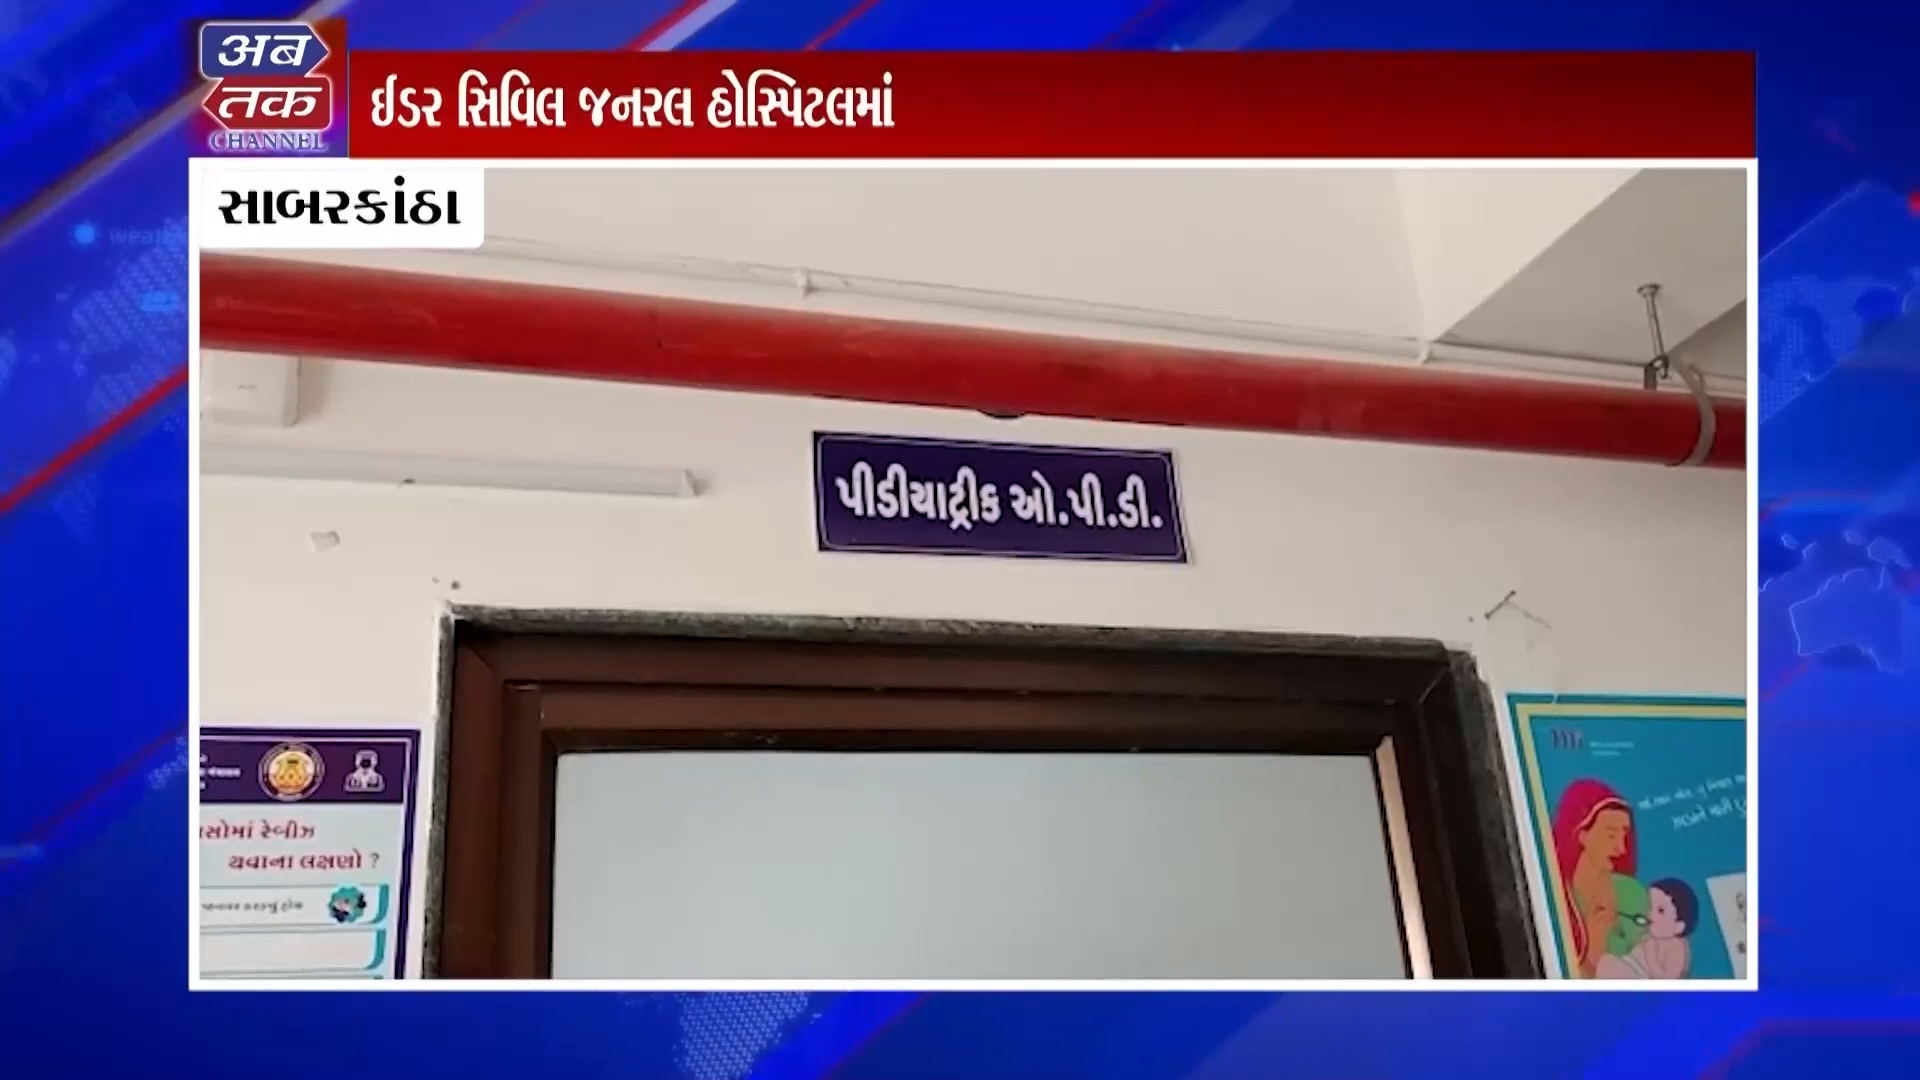 अब
तक
CHANNEL
ઈડર સિવિલ જનરલ હોસ્પિટલમાં
સાબરકાંઠા
પીડીયાટ્રીક ઓ.પી.ડી.
રેબીઝ
થવાના લક્ષણો ?